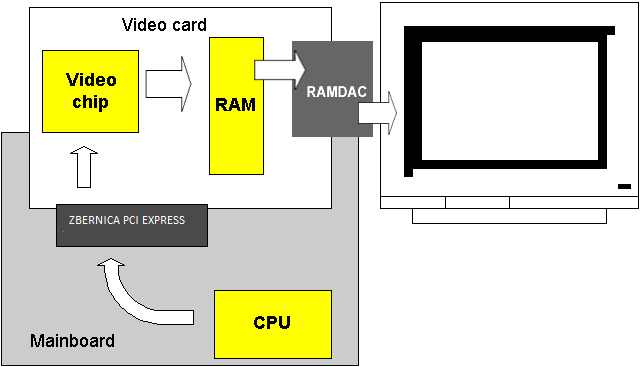 Video card
Video
chip
RAM
RAMDAC
ZBERNICA PCI EXPRESS
CPU
Mainboard